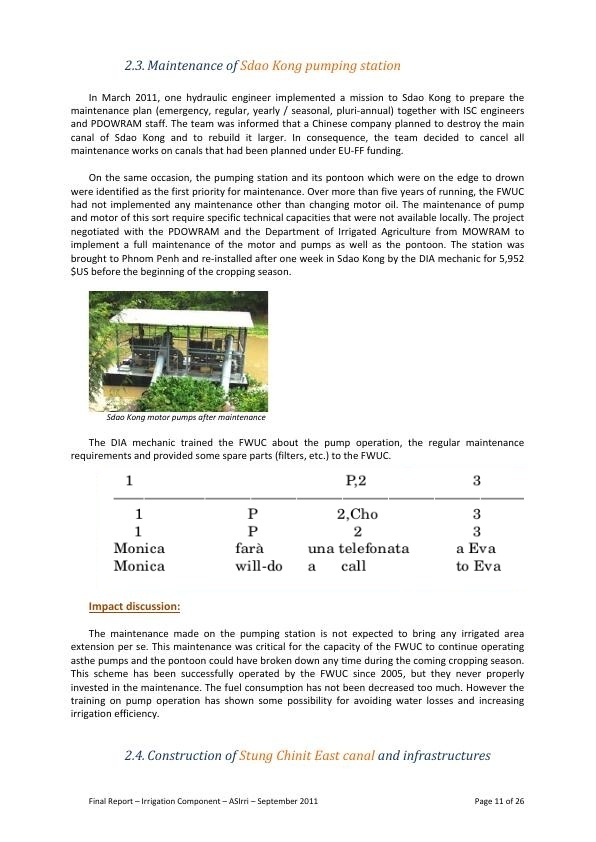 2.3. Maintenance of Sdao Kong pumping station
In March 2011, one hydraulic engineer implemented a mission to Sdao Kong to prepare the
maintenance plan (emergency, regular, yearly / seasonal, pluri-annual) together with ISC engineers
and PDOWRAM staff. The team was informed that a Chinese company planned to destroy the main
canal of Sdao Kong and to rebuild it larger. In consequence, the team decided to cancel all
maintenance works on canals that had been planned under EU-FF funding.
On the same occasion, the pumping station and its pontoon which were on the edge to drown
were identified as the first priority for maintenance. Over more than five years of running, the FWUC
had not implemented any maintenance other than changing motor oil. The maintenance of pump
and motor of this sort require specific technical capacities that were not available locally. The project
negotiated with the PDOWRAM and the Department of Irrigated Agriculture from MOWRAM to
implement a full maintenance of the motor and pumps as well as the pontoon. The station was
brought to Phnom Penh and re-installed after one week in Sdao Kong by the DIA mechanic for 5,952
$US before the beginning of the cropping season.
Sdao Kong motor pumps after maintenance
The DIA mechanic trained the FWUC about the pump operation, the regular maintenance
requirements and provided some spare parts (filters, etc.) to the FWUC.
1 P,2 3
1 P 2,Cho 3
1 P 2 3
Monica farà una telefonata a Eva
Monica will-do a call to Eva
Impact discussion:
The maintenance made on the pumping station is not expected to bring any irrigated area
extension per se. This maintenance was critical for the capacity of the FWUC to continue operating
asthe pumps and the pontoon could have broken down any time during the coming cropping season.
This scheme has been successfully operated by the FWUC since 2005, but they never properly
invested in the maintenance. The fuel consumption has not been decreased too much. However the
training on pump operation has shown some possibility for avoiding water losses and increasing
irrigation efficiency.
2.4. Construction of Stung Chinit East canal and infrastructures
Final Report – Irrigation Component – ASIrri – September 2011 Page 11 of 26